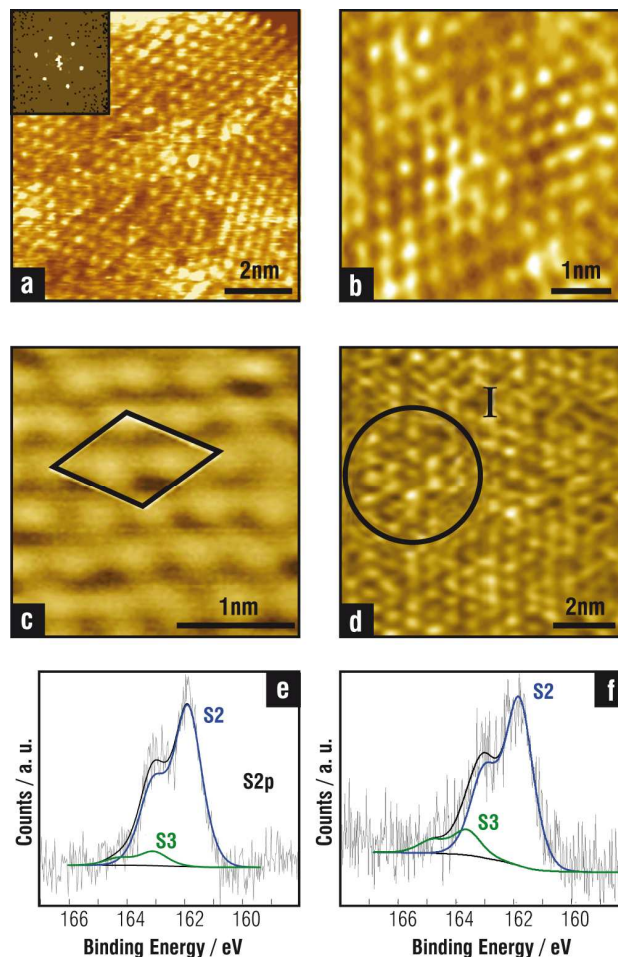 a
2nm
b
1nm
c
1nm
I
d
2nm
e
S2
S2p
S3
Counts / a. u.
166 164 162 160
Binding Energy / eV
f
S2
S3
Counts / a. u.
166 164 162 160
Binding Energy / eV